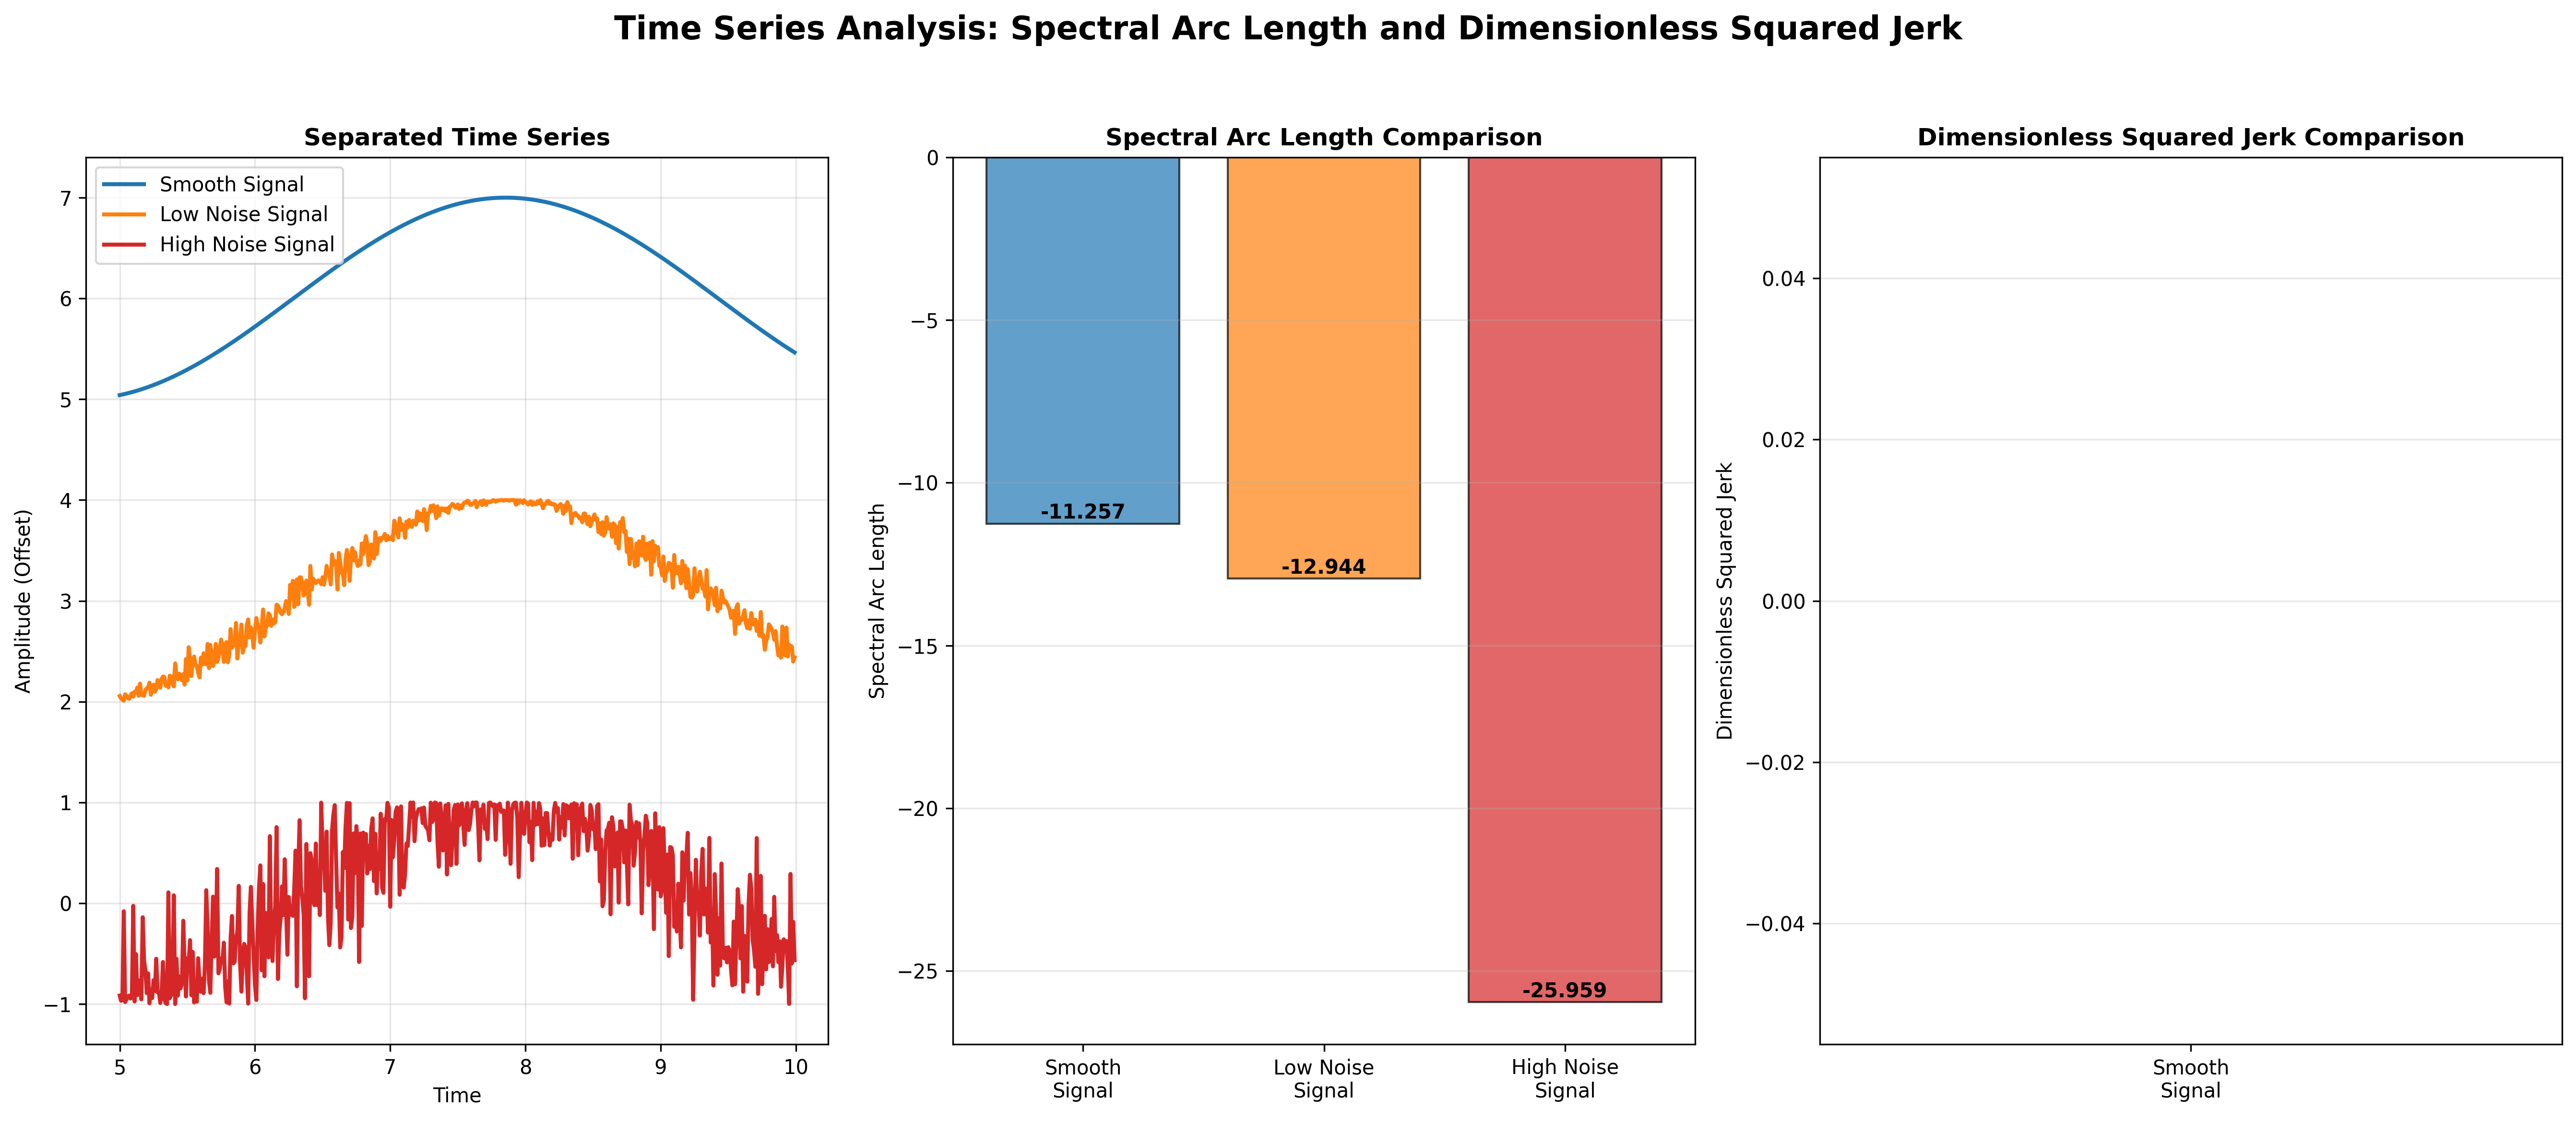 Time Series Analysis: Spectral Arc Length and Dimensionless Squared Jerk
Separated Time Series
Smooth Signal
Low Noise Signal
High Noise Signal
Amplitude (Offset)
7
6
5
4
3
2
1
0
−1
5
6
7
8
9
10
Time
Spectral Arc Length Comparison
Spectral Arc Length
0
−5
−10
−15
−20
−25
-11.257
-12.944
-25.959
Smooth
Signal
Low Noise
Signal
High Noise
Signal
Dimensionless Squared Jerk Comparison
Dimensionless Squared Jerk
0.04
0.02
0.00
−0.02
−0.04
Smooth
Signal